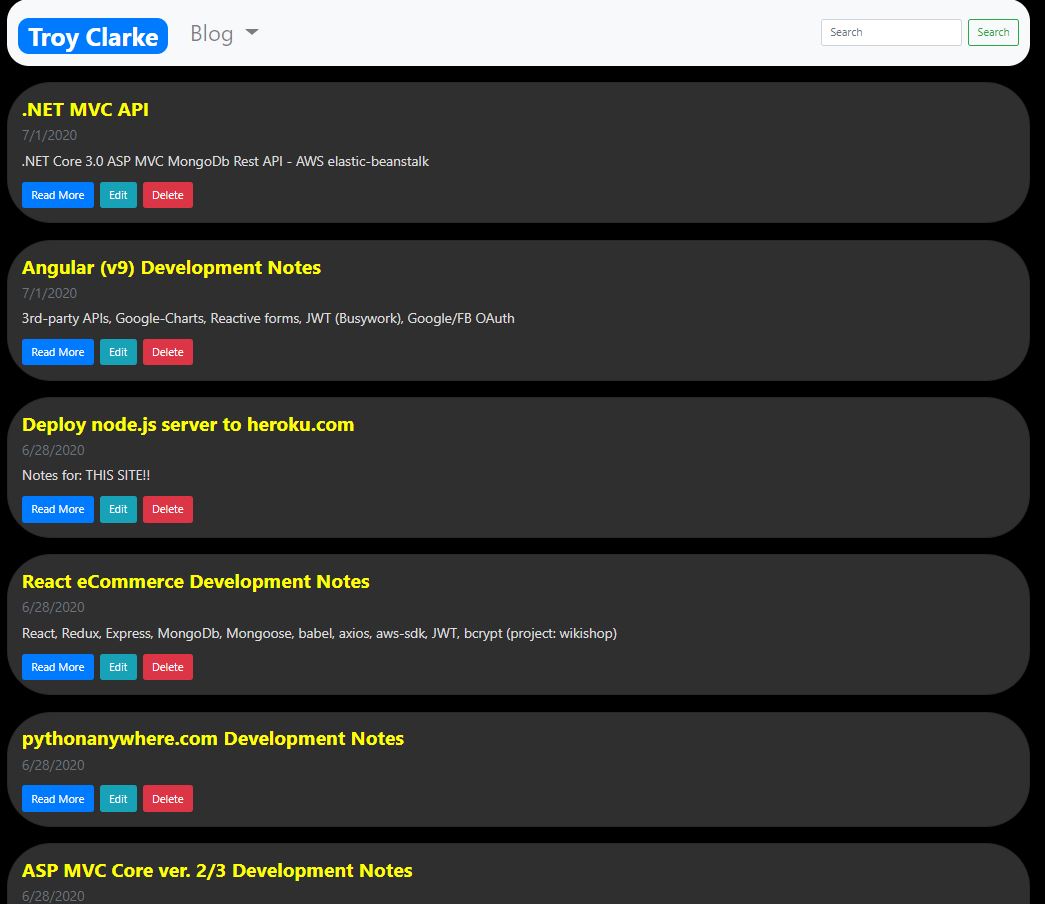 Troy Clarke Blog Search Search
.NET MVC API
7/1/2020
.NET Core 3.0 ASP MVC MongoDb Rest API - AWS elastic-beanstalk
Read More Edit Delete
Angular (v9) Development Notes
7/1/2020
3rd-party APIs, Google-Charts, Reactive forms, JWT (Busywork), Google/FB OAuth
Read More Edit Delete
Deploy node.js server to heroku.com
6/28/2020
Notes for: THIS SITE!!
Read More Edit Delete
React eCommerce Development Notes
6/28/2020
React, Redux, Express, MongoDb, Mongoose, babel, axios, aws-sdk, JWT, bcrypt (project: wikishop)
Read More Edit Delete
pythonanywhere.com Development Notes
6/28/2020
Read More Edit Delete
ASP MVC Core ver. 2/3 Development Notes
6/28/2020